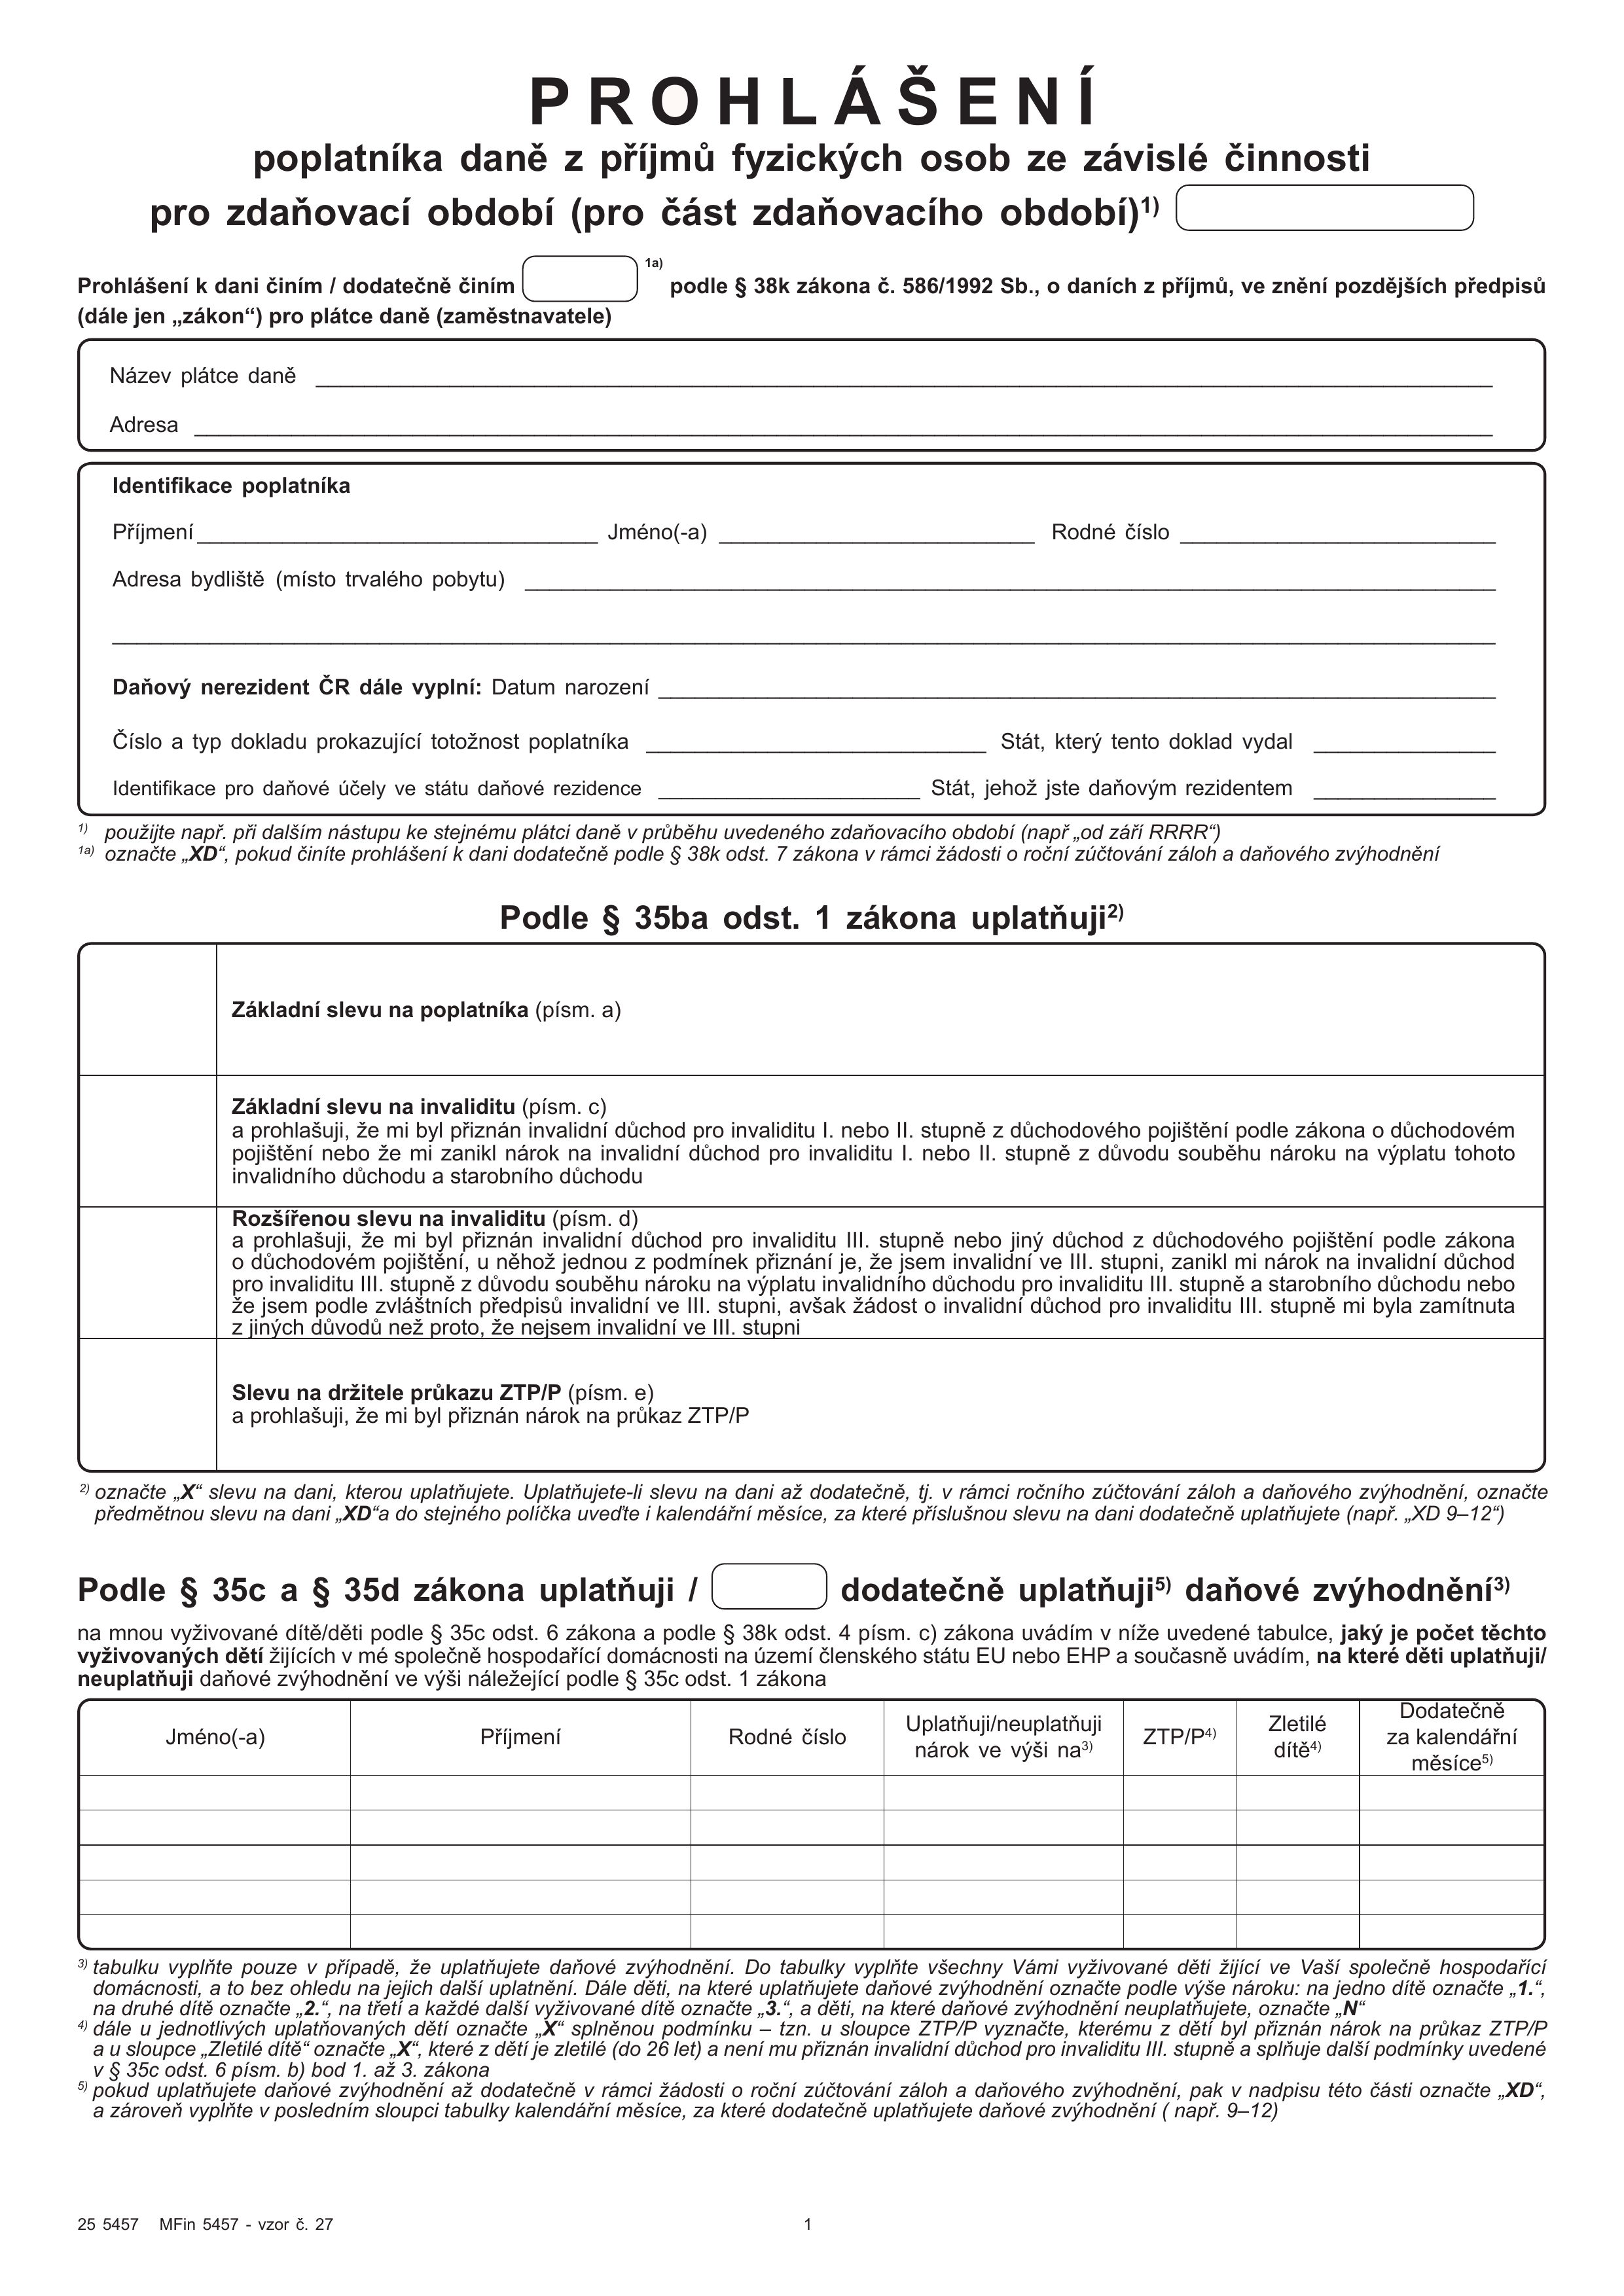 PROHLÁŠENÍ
poplatníka daně z příjmů fyzických osob ze závislé činnosti
pro zdaňovací období (pro část zdaňovacího období)1)
Prohlášení k dani činím / dodatečně činím 1a) podle § 38k zákona č. 586/1992 Sb., o daních z příjmů, ve znění pozdějších předpisů
(dále jen „zákon“) pro plátce daně (zaměstnavatele)
Název plátce daně
Adresa
Identifikace poplatníka
Příjmení Jméno(-a) Rodné číslo
Adresa bydliště (místo trvalého pobytu)
Daňový nerezident ČR dále vyplní: Datum narození
Číslo a typ dokladu prokazující totožnost poplatníka Stát, který tento doklad vydal
Identifikace pro daňové účely ve státu daňové rezidence Stát, jehož jste daňovým rezidentem
1) použijte např. při dalším nástupu ke stejnému plátci daně v průběhu uvedeného zdaňovacího období (např „od září RRRR“)
1a) označte „XD“, pokud činíte prohlášení k dani dodatečně podle § 38k odst. 7 zákona v rámci žádosti o roční zúčtování záloh a daňového zvýhodnění
Podle § 35ba odst. 1 zákona uplatňuji2)
Základní slevu na poplatníka (písm. a)
Základní slevu na invaliditu (písm. c)
a prohlašuji, že mi byl přiznán invalidní důchod pro invaliditu I. nebo II. stupně z důchodového pojištění podle zákona o důchodovém
pojištění nebo že mi zanikl nárok na invalidní důchod pro invaliditu I. nebo II. stupně z důvodu souběhu nároku na výplatu tohoto
invalidního důchodu a starobního důchodu
Rozšířenou slevu na invaliditu (písm. d)
a prohlašuji, že mi byl přiznán invalidní důchod pro invaliditu III. stupně nebo jiný důchod z důchodového pojištění podle zákona
o důchodovém pojištění, u něhož jednou z podmínek přiznání je, že jsem invalidní ve III. stupni, zanikl mi nárok na invalidní důchod
pro invaliditu III. stupně z důvodu souběhu nároku na výplatu invalidního důchodu pro invaliditu III. stupně a starobního důchodu nebo
že jsem podle zvláštních předpisů invalidní ve III. stupni, avšak žádost o invalidní důchod pro invaliditu III. stupně mi byla zamítnuta
z jiných důvodů než proto, že nejsem invalidní ve III. stupni
Slevu na držitele průkazu ZTP/P (písm. e)
a prohlašuji, že mi byl přiznán nárok na průkaz ZTP/P
2) označte „X“ slevu na dani, kterou uplatňujete. Uplatňujete-li slevu na dani až dodatečně, tj. v rámci ročního zúčtování záloh a daňového zvýhodnění, označte
předmětnou slevu na dani „XD“a do stejného políčka uveďte i kalendářní měsíce, za které příslušnou slevu na dani dodatečně uplatňujete (např. „XD 9–12“)
Podle § 35c a § 35d zákona uplatňuji / dodatečně uplatňuji5) daňové zvýhodnění3)
na mnou vyživované dítě/děti podle § 35c odst. 6 zákona a podle § 38k odst. 4 písm. c) zákona uvádím v níže uvedené tabulce, jaký je počet těchto
vyživovaných dětí žijících v mé společně hospodařící domácnosti na území členského státu EU nebo EHP a současně uvádím, na které děti uplatňuji/
neuplatňuji daňové zvýhodnění ve výši náležející podle § 35c odst. 1 zákona
Jméno(-a)
Příjmení
Rodné číslo
Uplatňuji/neuplatňuji
nárok ve výši na3)
ZTP/P4)
Zletilé
dítě4)
Dodatečně
za kalendářní
měsíce5)
3) tabulku vyplňte pouze v případě, že uplatňujete daňové zvýhodnění. Do tabulky vyplňte všechny Vámi vyživované děti žijící ve Vaší společně hospodařící
domácnosti, a to bez ohledu na jejich další uplatnění. Dále děti, na které uplatňujete daňové zvýhodnění označte podle výše nároku: na jedno dítě označte „1.“,
na druhé dítě označte „2.“, na třetí a každé další vyživované dítě označte „3.“, a děti, na které daňové zvýhodnění neuplatňujete, označte „N“
4) dále u jednotlivých uplatňovaných dětí označte „X“ splněnou podmínku – tzn. u sloupce ZTP/P vyznačte, kterému z dětí byl přiznán nárok na průkaz ZTP/P
a u sloupce „Zletilé dítě“ označte „X“, které z dětí je zletilé (do 26 let) a není mu přiznán invalidní důchod pro invaliditu III. stupně a splňuje další podmínky uvedené
v § 35c odst. 6 písm. b) bod 1. až 3. zákona
5) pokud uplatňujete daňové zvýhodnění až dodatečně v rámci žádosti o roční zúčtování záloh a daňového zvýhodnění, pak v nadpisu této části označte „XD“,
a zároveň vyplňte v posledním sloupci tabulky kalendářní měsíce, za které dodatečně uplatňujete daňové zvýhodnění ( např. 9–12)
25 5457 MFin 5457 - vzor č. 27
1